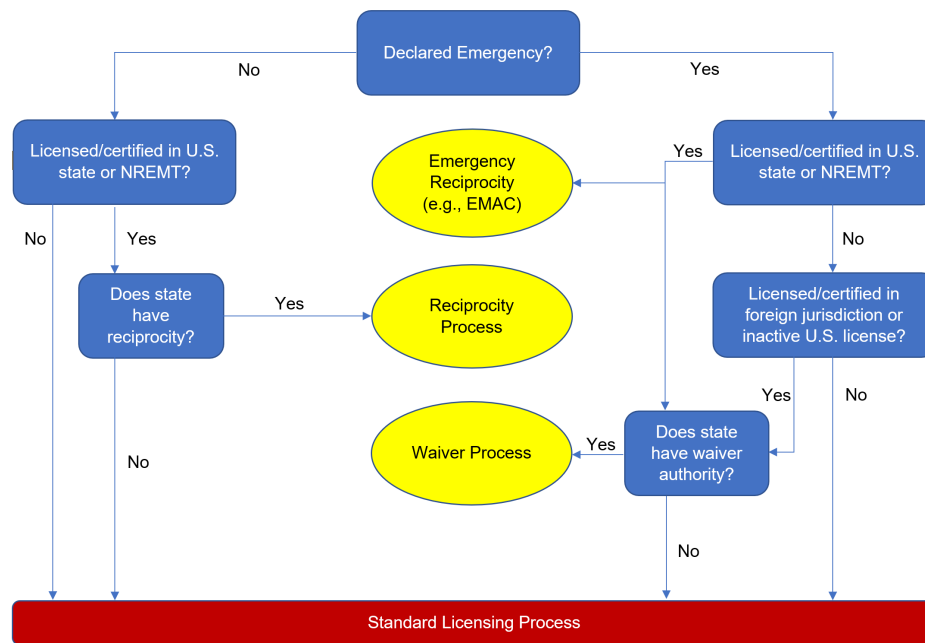 Declared Emergency?
No
Yes
Licensed/certified in U.S.
state or NREMT?
Emergency
Reciprocity
(e.g., EMAC)
Yes
Licensed/certified in U.S.
state or NREMT?
No
Yes
No
Does state
have
reciprocity?
Yes
Reciprocity
Process
Licensed/certified in
foreign jurisdiction or
inactive U.S. license?
Yes
No
No
Waiver Process
Yes
Does state
have waiver
authority?
No
Standard Licensing Process